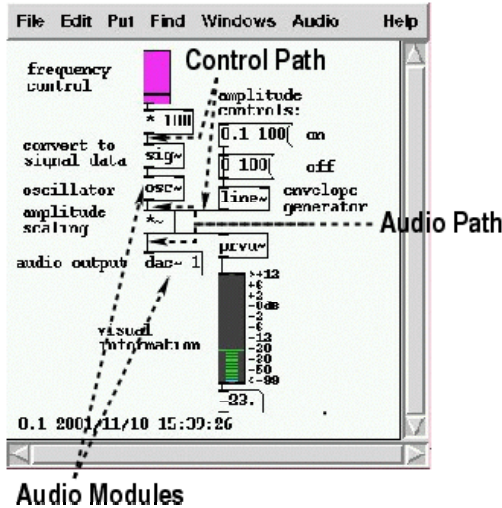 File Edit Put Find Windows Audio Help
Control Path
frequency
control
amplitude
controls:
* 100
0.1 100
on
convert to
signal data
sig~
0 100
off
oscillator
osc~
line~
envelope
generator
amplitude
scaling
*~
Audio Path
prvu~
audio output
dac~ 1
>+12
+6
+2
-0dB
-2
-6
-12
-20
-30
-50
<-99
visual
information
-23.
0.1 2001/11/10 15:39:26
Audio Modules